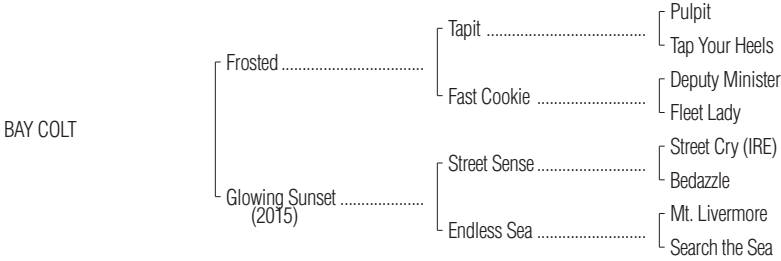 Pulpit
Tapit ..................................
Tap Your Heels
Frosted ...............................
Deputy Minister
Fast Cookie .......................
Fleet Lady
BAY COLT
Street Cry (IRE)
Street Sense .......................
Bedazzle
Glowing Sunset ..................
(2015)
Mt. Livermore
Endless Sea .......................
Search the Sea